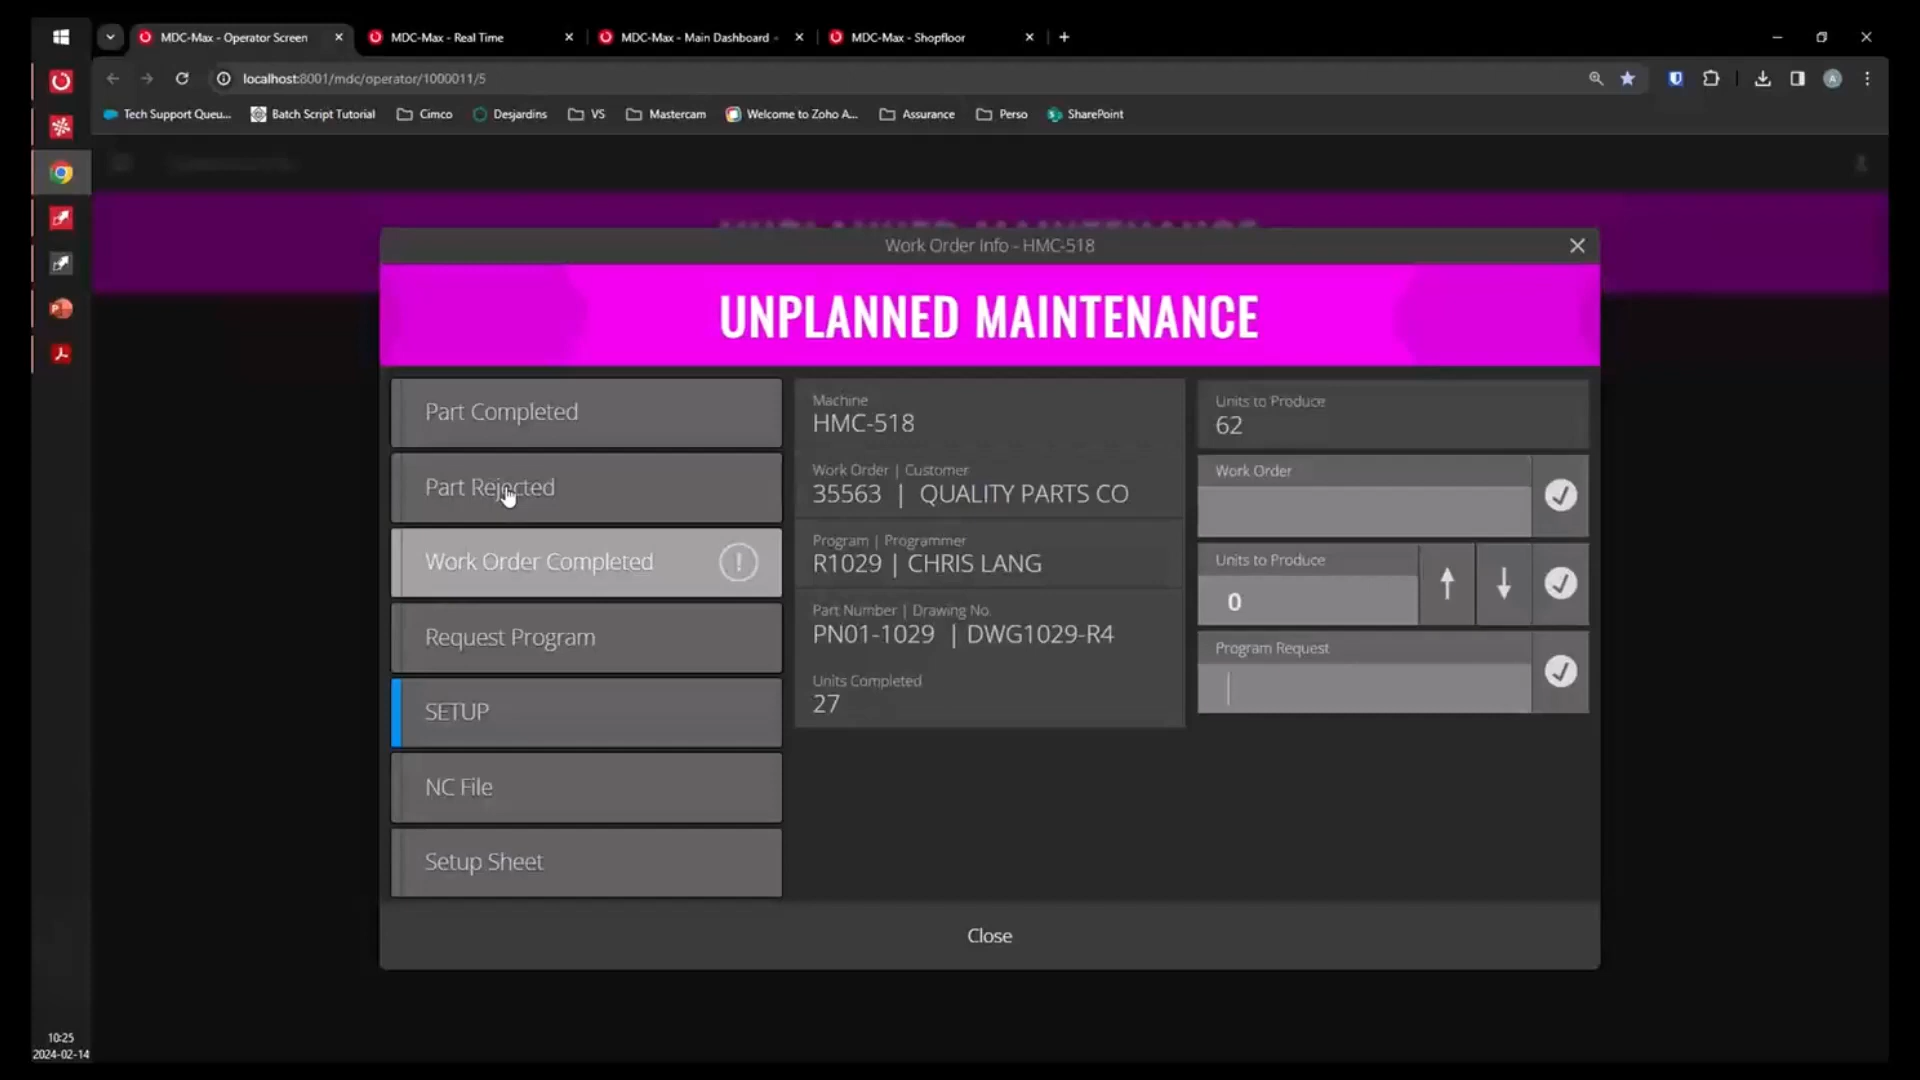 MDC-Max - Operator Screen
MDC-Max - Real Time
MDC-Max - Main Dashboard -
MDC-Max - Shopfloor
localhost:8001/mdc/operator/1000011/5
Tech Support Queu...
Batch Script Tutorial
Cimco
Desjardins
VS
Mastercam
Welcome to Zoho A...
Assurance
Perso
SharePoint
Work Order Info - HMC-518
UNPLANNED MAINTENANCE
Part Completed
Part Rejected
Work Order Completed
Request Program
SETUP
NC File
Setup Sheet
Machine
HMC-518
Work Order | Customer
35563 | QUALITY PARTS CO
Program | Programmer
R1029 | CHRIS LANG
Part Number | Drawing No.
PN01-1029 | DWG1029-R4
Units Completed
27
Units to Produce
62
Work Order
Units to Produce
0
Program Request
Close
10:25
2024-02-14